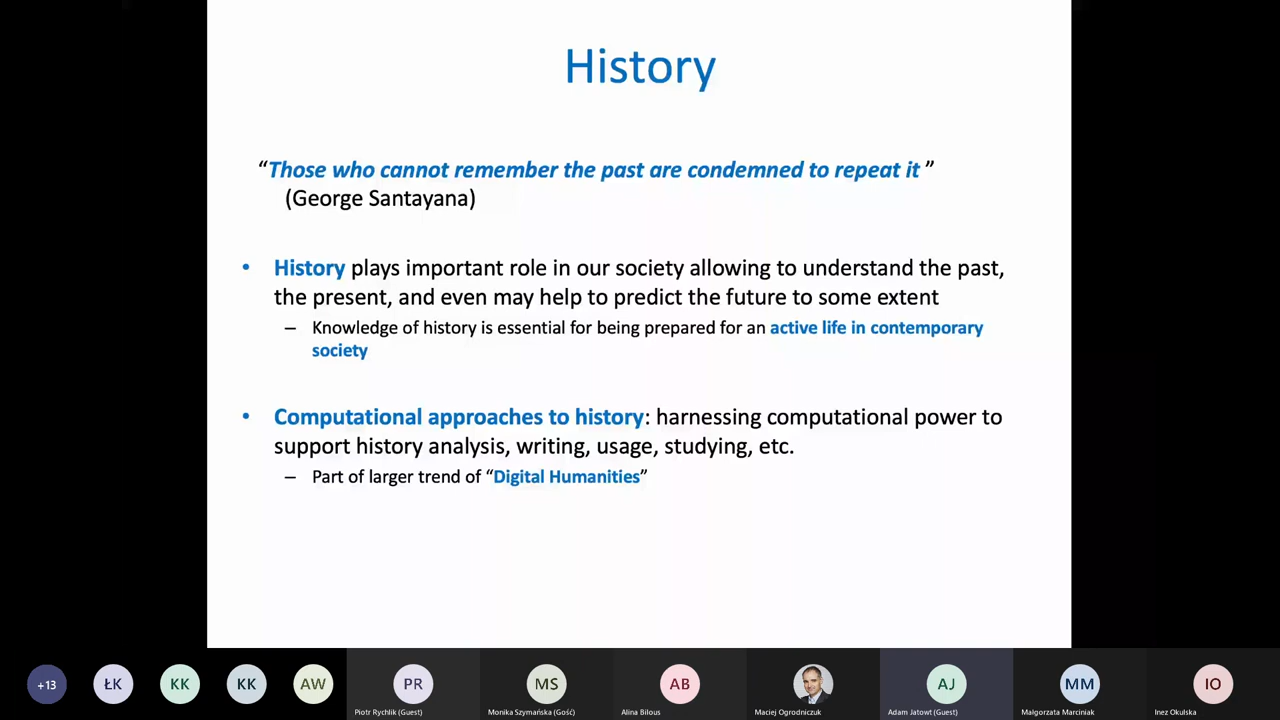 History
“Those who cannot remember the past are condemned to repeat it ”
(George Santayana)
• History plays important role in our society allowing to understand the past,
the present, and even may help to predict the future to some extent
– Knowledge of history is essential for being prepared for an active life in contemporary
society
• Computational approaches to history: harnessing computational power to
support history analysis, writing, usage, studying, etc.
– Part of larger trend of “Digital Humanities”
+13
ŁK
KK
KK
AW
PR
MS
AB
AJ
MM
IO
Piotr Rychlik (Guest)
Monika Szymańska (Gość)
Alina Bilous
Maciej Ogrodniczuk
Adam Jatowt (Guest)
Małgorzata Marciniak
Inez Okulska